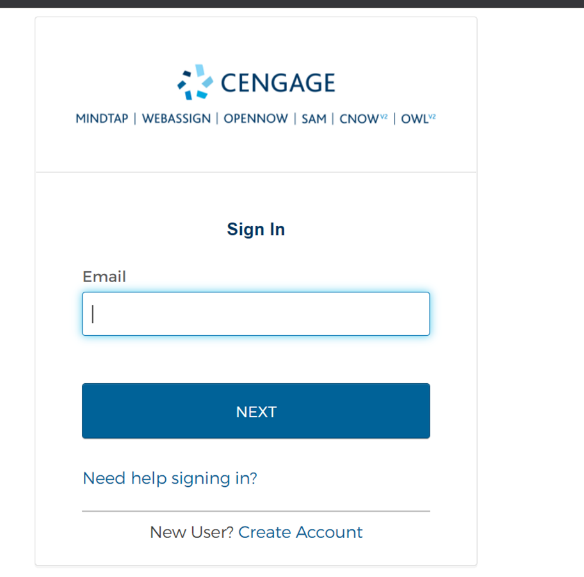 CENGAGE
MINDTAP | WEBASSIGN | OPENNOW | SAM | CNOWV2 | OWLV2
Sign In
Email
NEXT
Need help signing in?
New User? Create Account